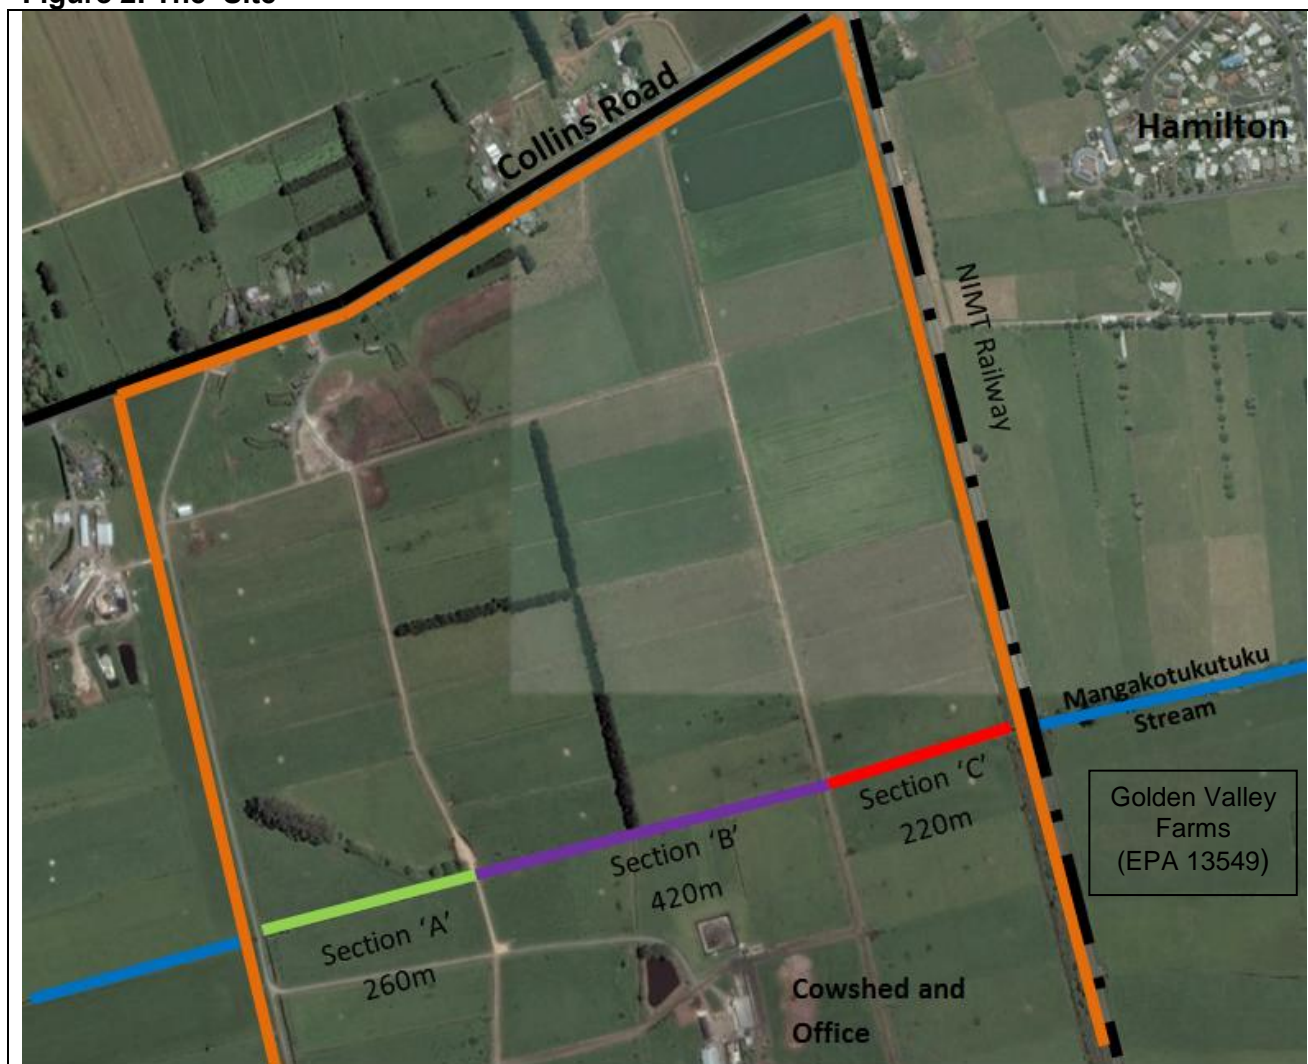 Figure 2: The 'Site'
Collins Road
Hamilton
NIMT Railway
Mangakotukutuku
Stream
Golden Valley
Farms
(EPA 13549)
Section 'C'
220m
Section 'B'
420m
Section 'A'
260m
Cowshed and
Office